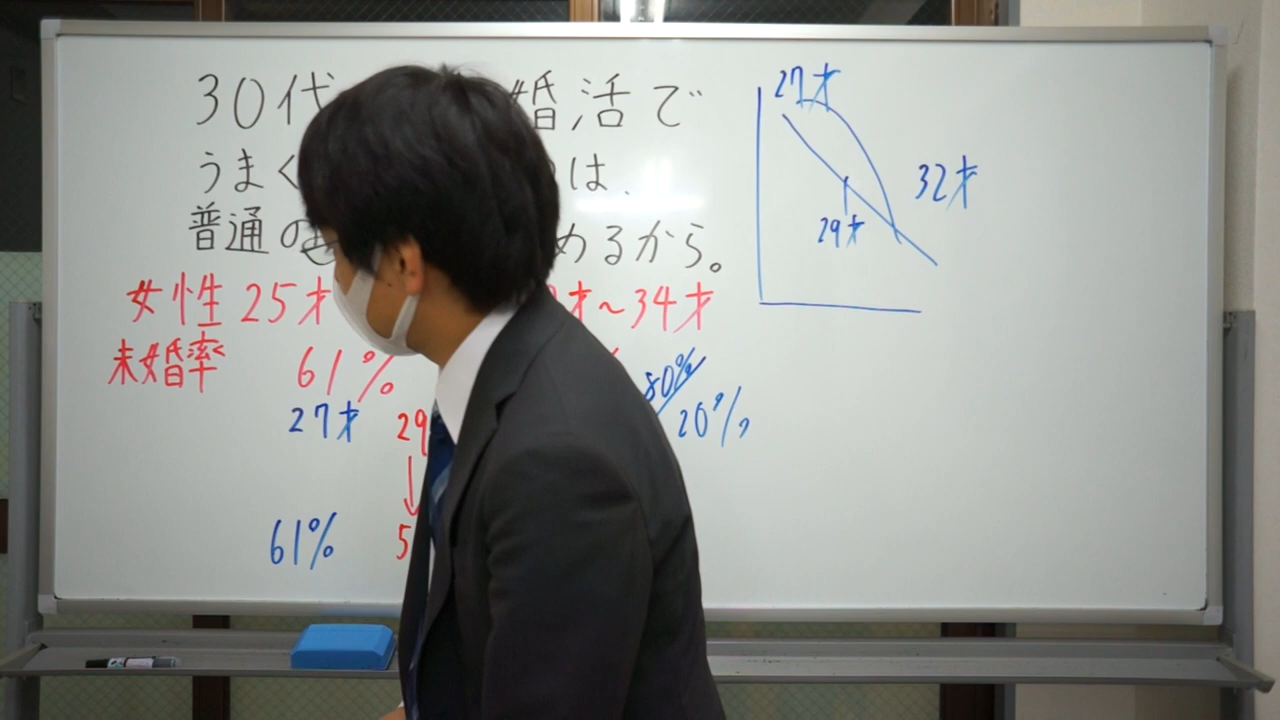 30代 婚活で
うまく は、
普通の めるから。
女性 25才 才~34才
未婚率 61%
27才 29
61% 5
80%
20%
27才
29才
32才